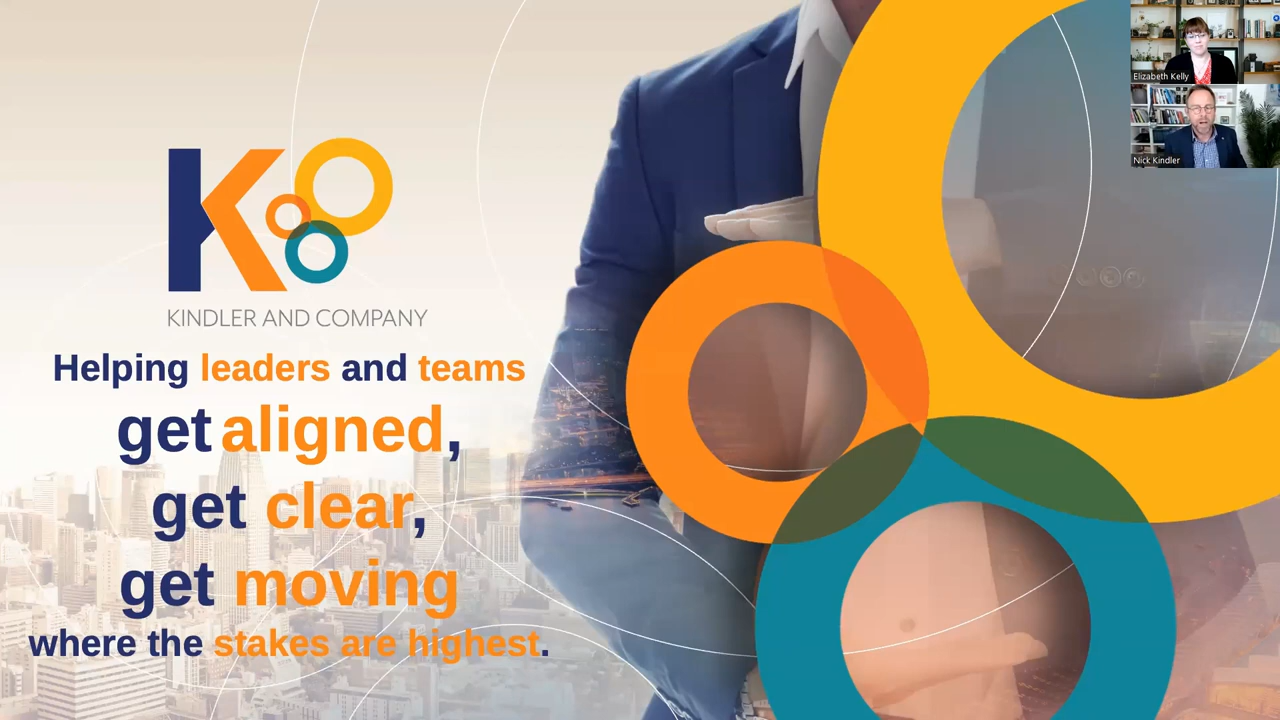 K
KINDLER AND COMPANY
Helping leaders and teams
get aligned,
get clear,
get moving
where the stakes are highest.
Elizabeth Kelly
Nick Kindler